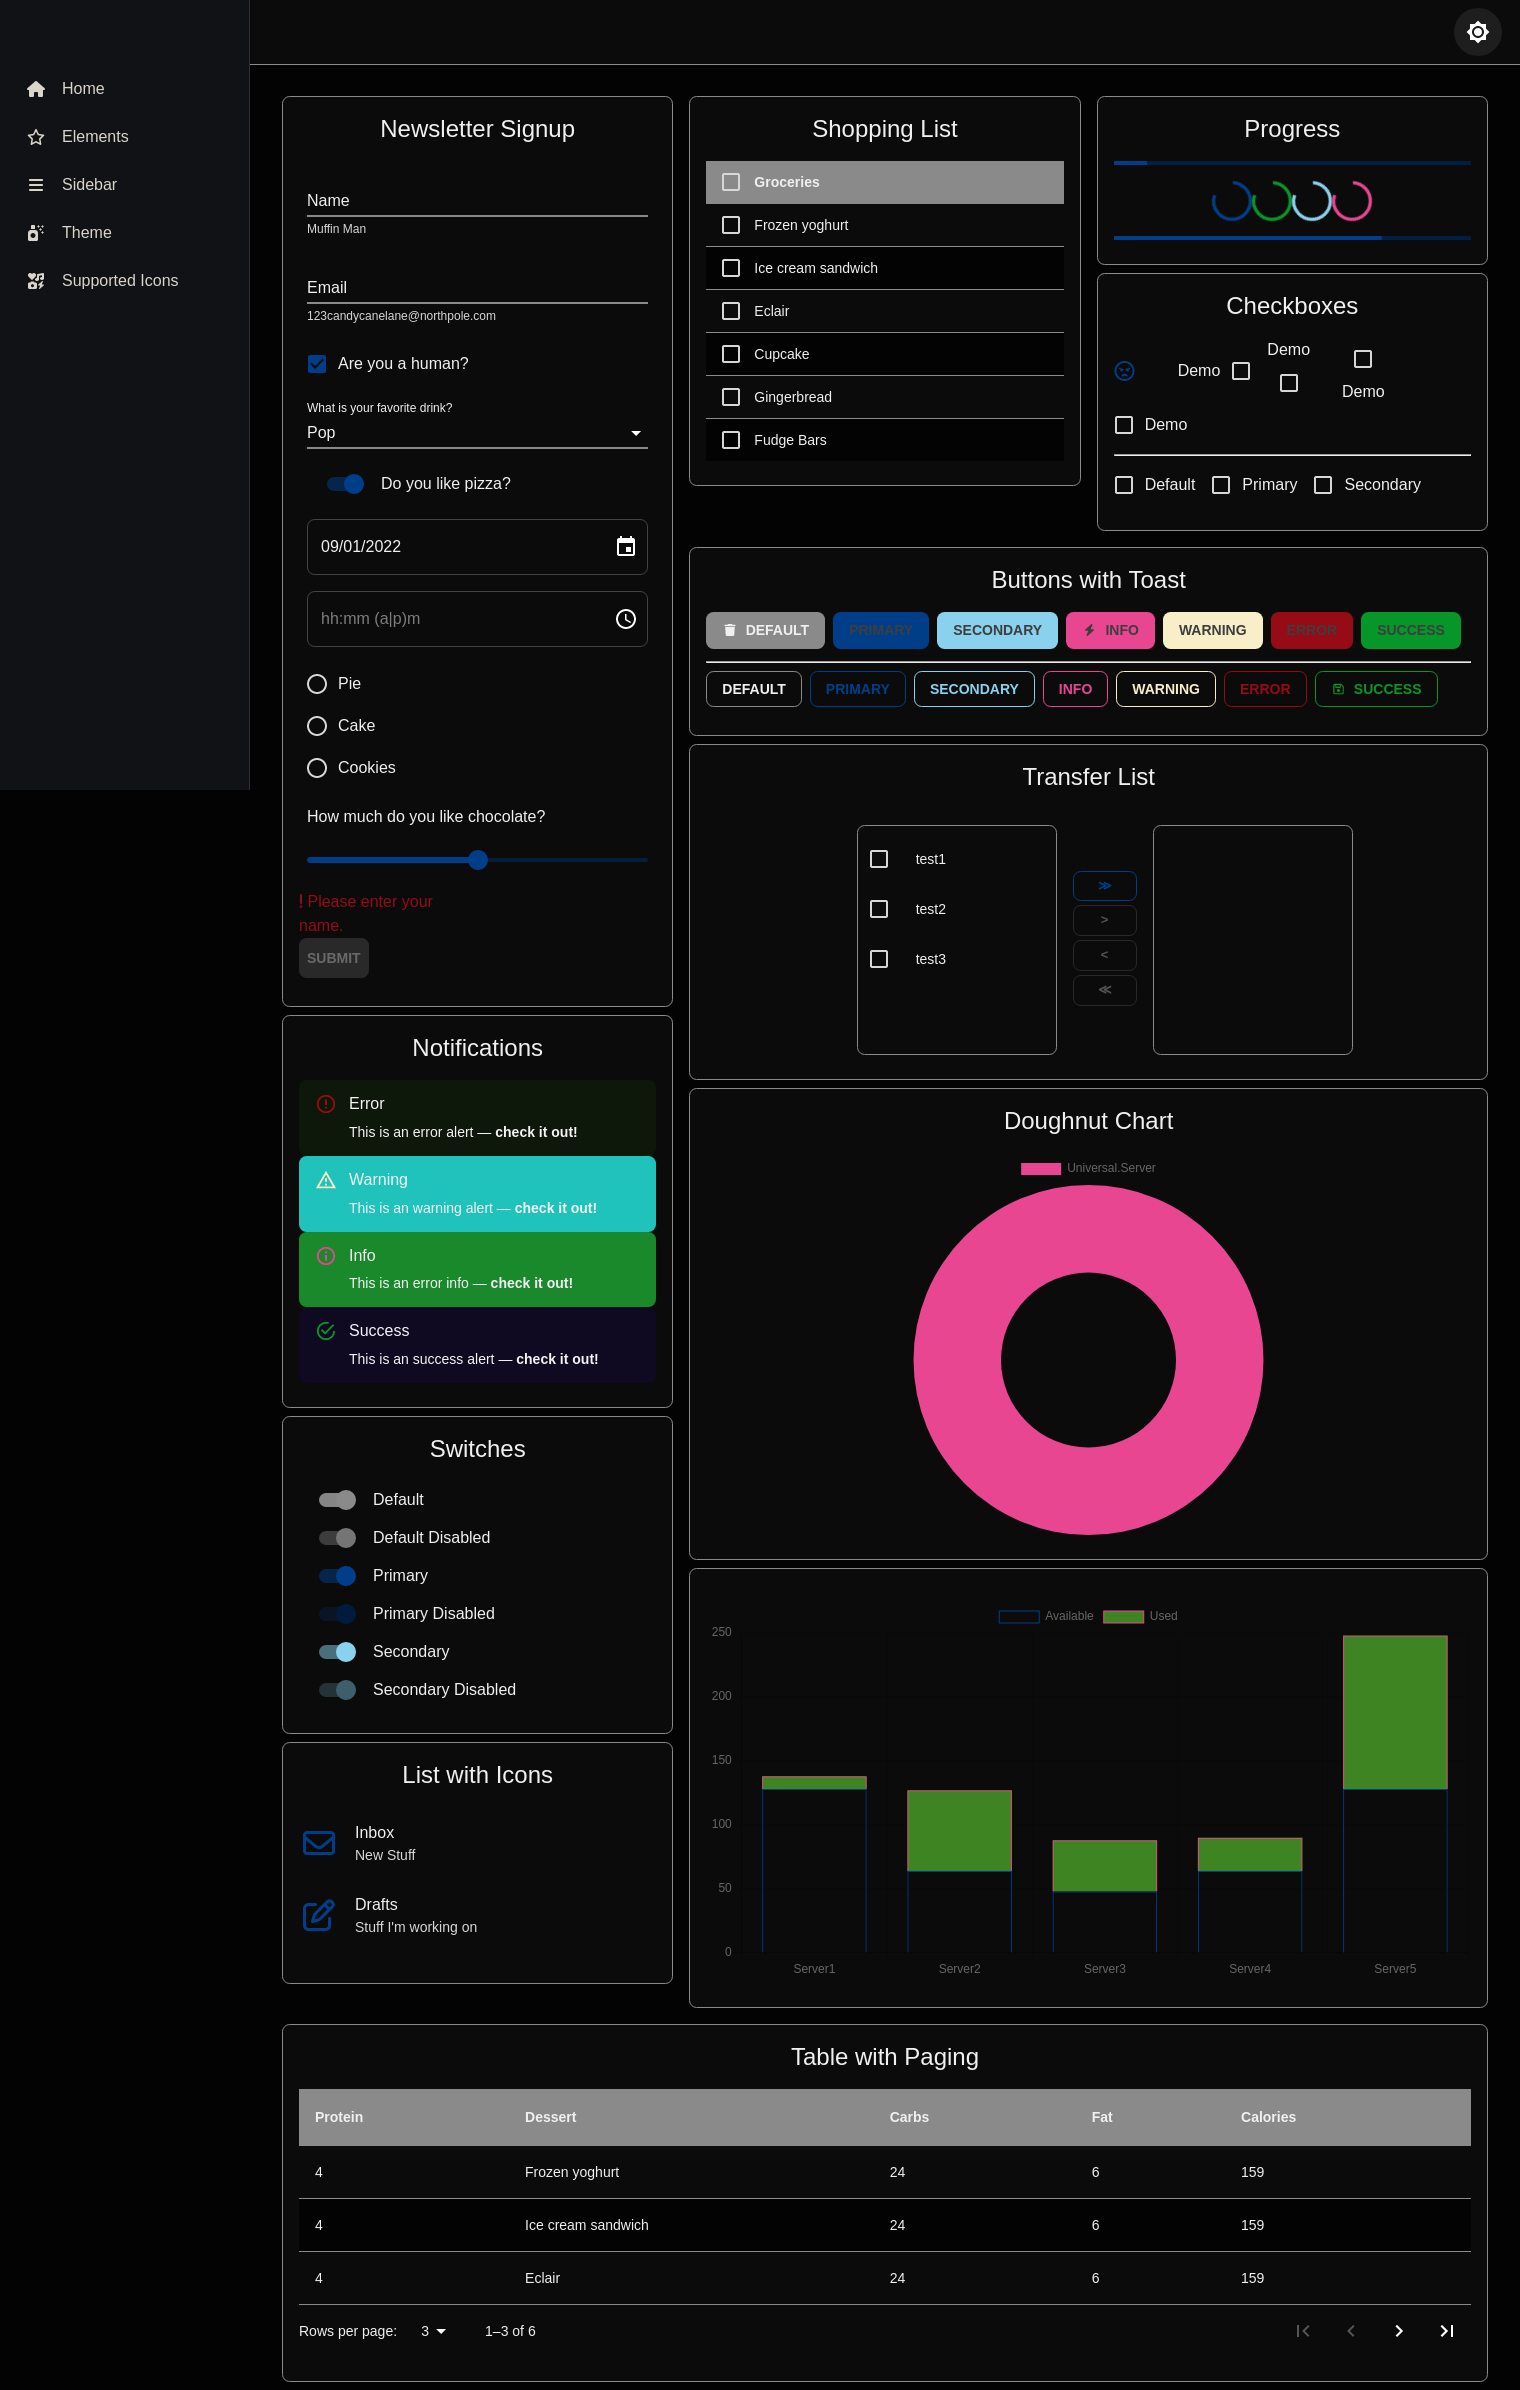 Home
Elements
Sidebar
Theme
Supported Icons
Newsletter Signup
Name
Muffin Man
Email
123candycanelane@northpole.com
Are you a human?
What is your favorite drink?
Pop
Do you like pizza?
09/01/2022
hh:mm (a|p)m
Pie
Cake
Cookies
How much do you like chocolate?
! Please enter your
name.
SUBMIT
Notifications
Error
This is an error alert — check it out!
Warning
This is an warning alert — check it out!
Info
This is an error info — check it out!
Success
This is an success alert — check it out!
Switches
Default
Default Disabled
Primary
Primary Disabled
Secondary
Secondary Disabled
List with Icons
Inbox
New Stuff
Drafts
Stuff I'm working on
Shopping List
Groceries
Frozen yoghurt
Ice cream sandwich
Eclair
Cupcake
Gingerbread
Fudge Bars
Progress
Checkboxes
Demo
Demo
Demo
Demo
Default Primary Secondary
Buttons with Toast
DEFAULT PRIMARY SECONDARY INFO WARNING ERROR SUCCESS
DEFAULT PRIMARY SECONDARY INFO WARNING ERROR SUCCESS
Transfer List
test1
test2
test3
≫
>
<
≪
Doughnut Chart
Universal.Server
Available Used
250
200
150
100
50
0
Server1 Server2 Server3 Server4 Server5
Table with Paging
Protein Dessert Carbs Fat Calories
4 Frozen yoghurt 24 6 159
4 Ice cream sandwich 24 6 159
4 Eclair 24 6 159
Rows per page: 3 1–3 of 6